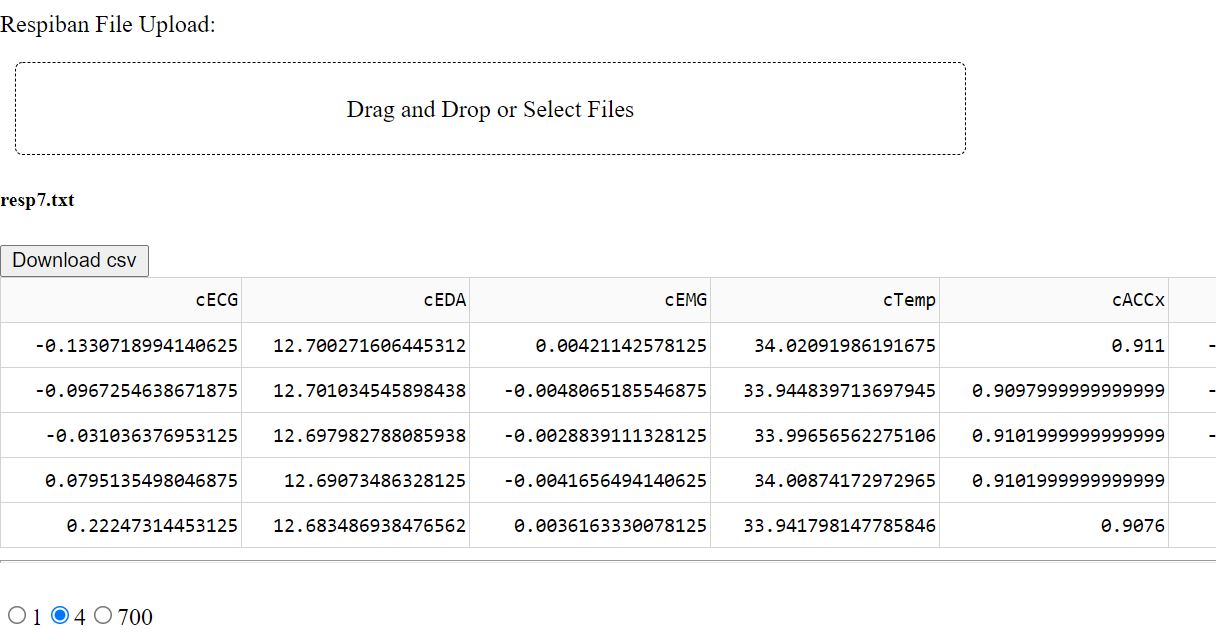 Respiban File Upload:
Drag and Drop or Select Files
resp7.txt
Download csv
cECG cEDA cEMG cTemp cACCx
-0.1330718994140625 12.700271606445312 0.00421142578125 34.02091986191675 0.911 -
-0.0967254638671875 12.701034545898438 -0.0048065185546875 33.944839713697945 0.9097999999999999 -
-0.031036376953125 12.697982788085938 -0.0028839111328125 33.99656562275106 0.9101999999999999 -
0.0795135498046875 12.69073486328125 -0.0041656494140625 34.00874172972965 0.9101999999999999
0.22247314453125 12.683486938476562 0.0036163330078125 33.941798147785846 0.9076
1 4 700